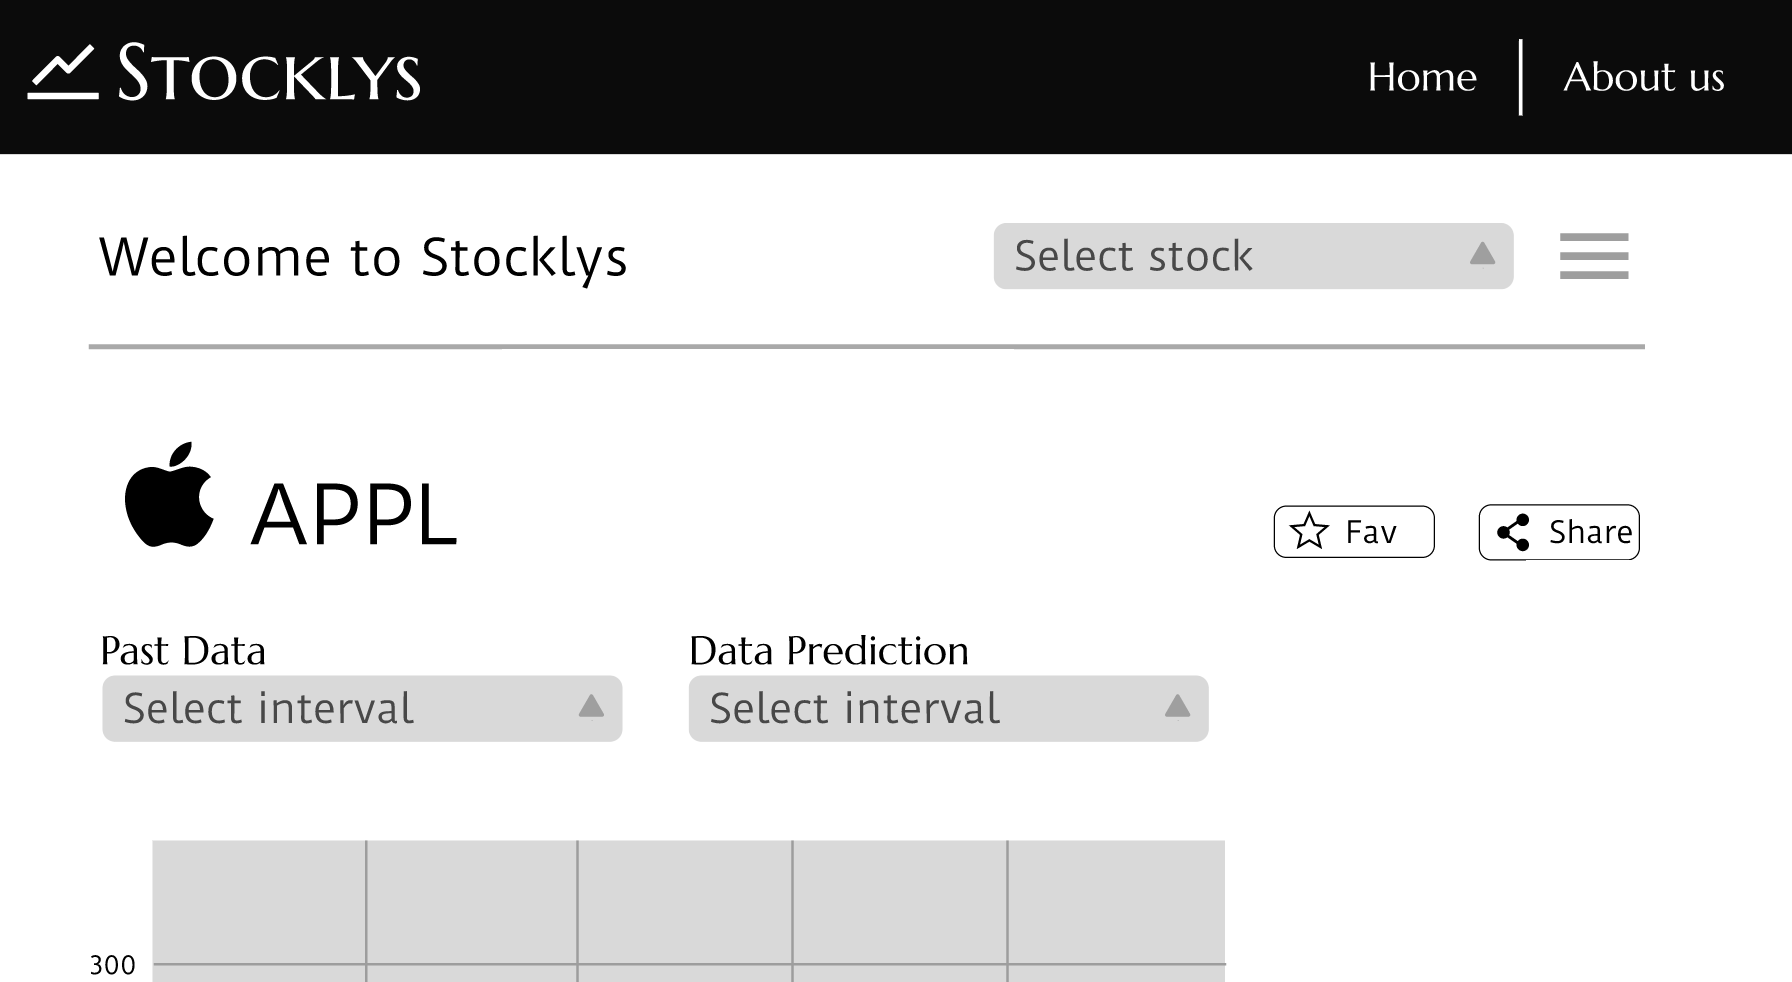 STOCKLYS
Home
About us
Welcome to Stocklys
Select stock
APPL
Fav
Share
Past Data
Data Prediction
Select interval
Select interval
300